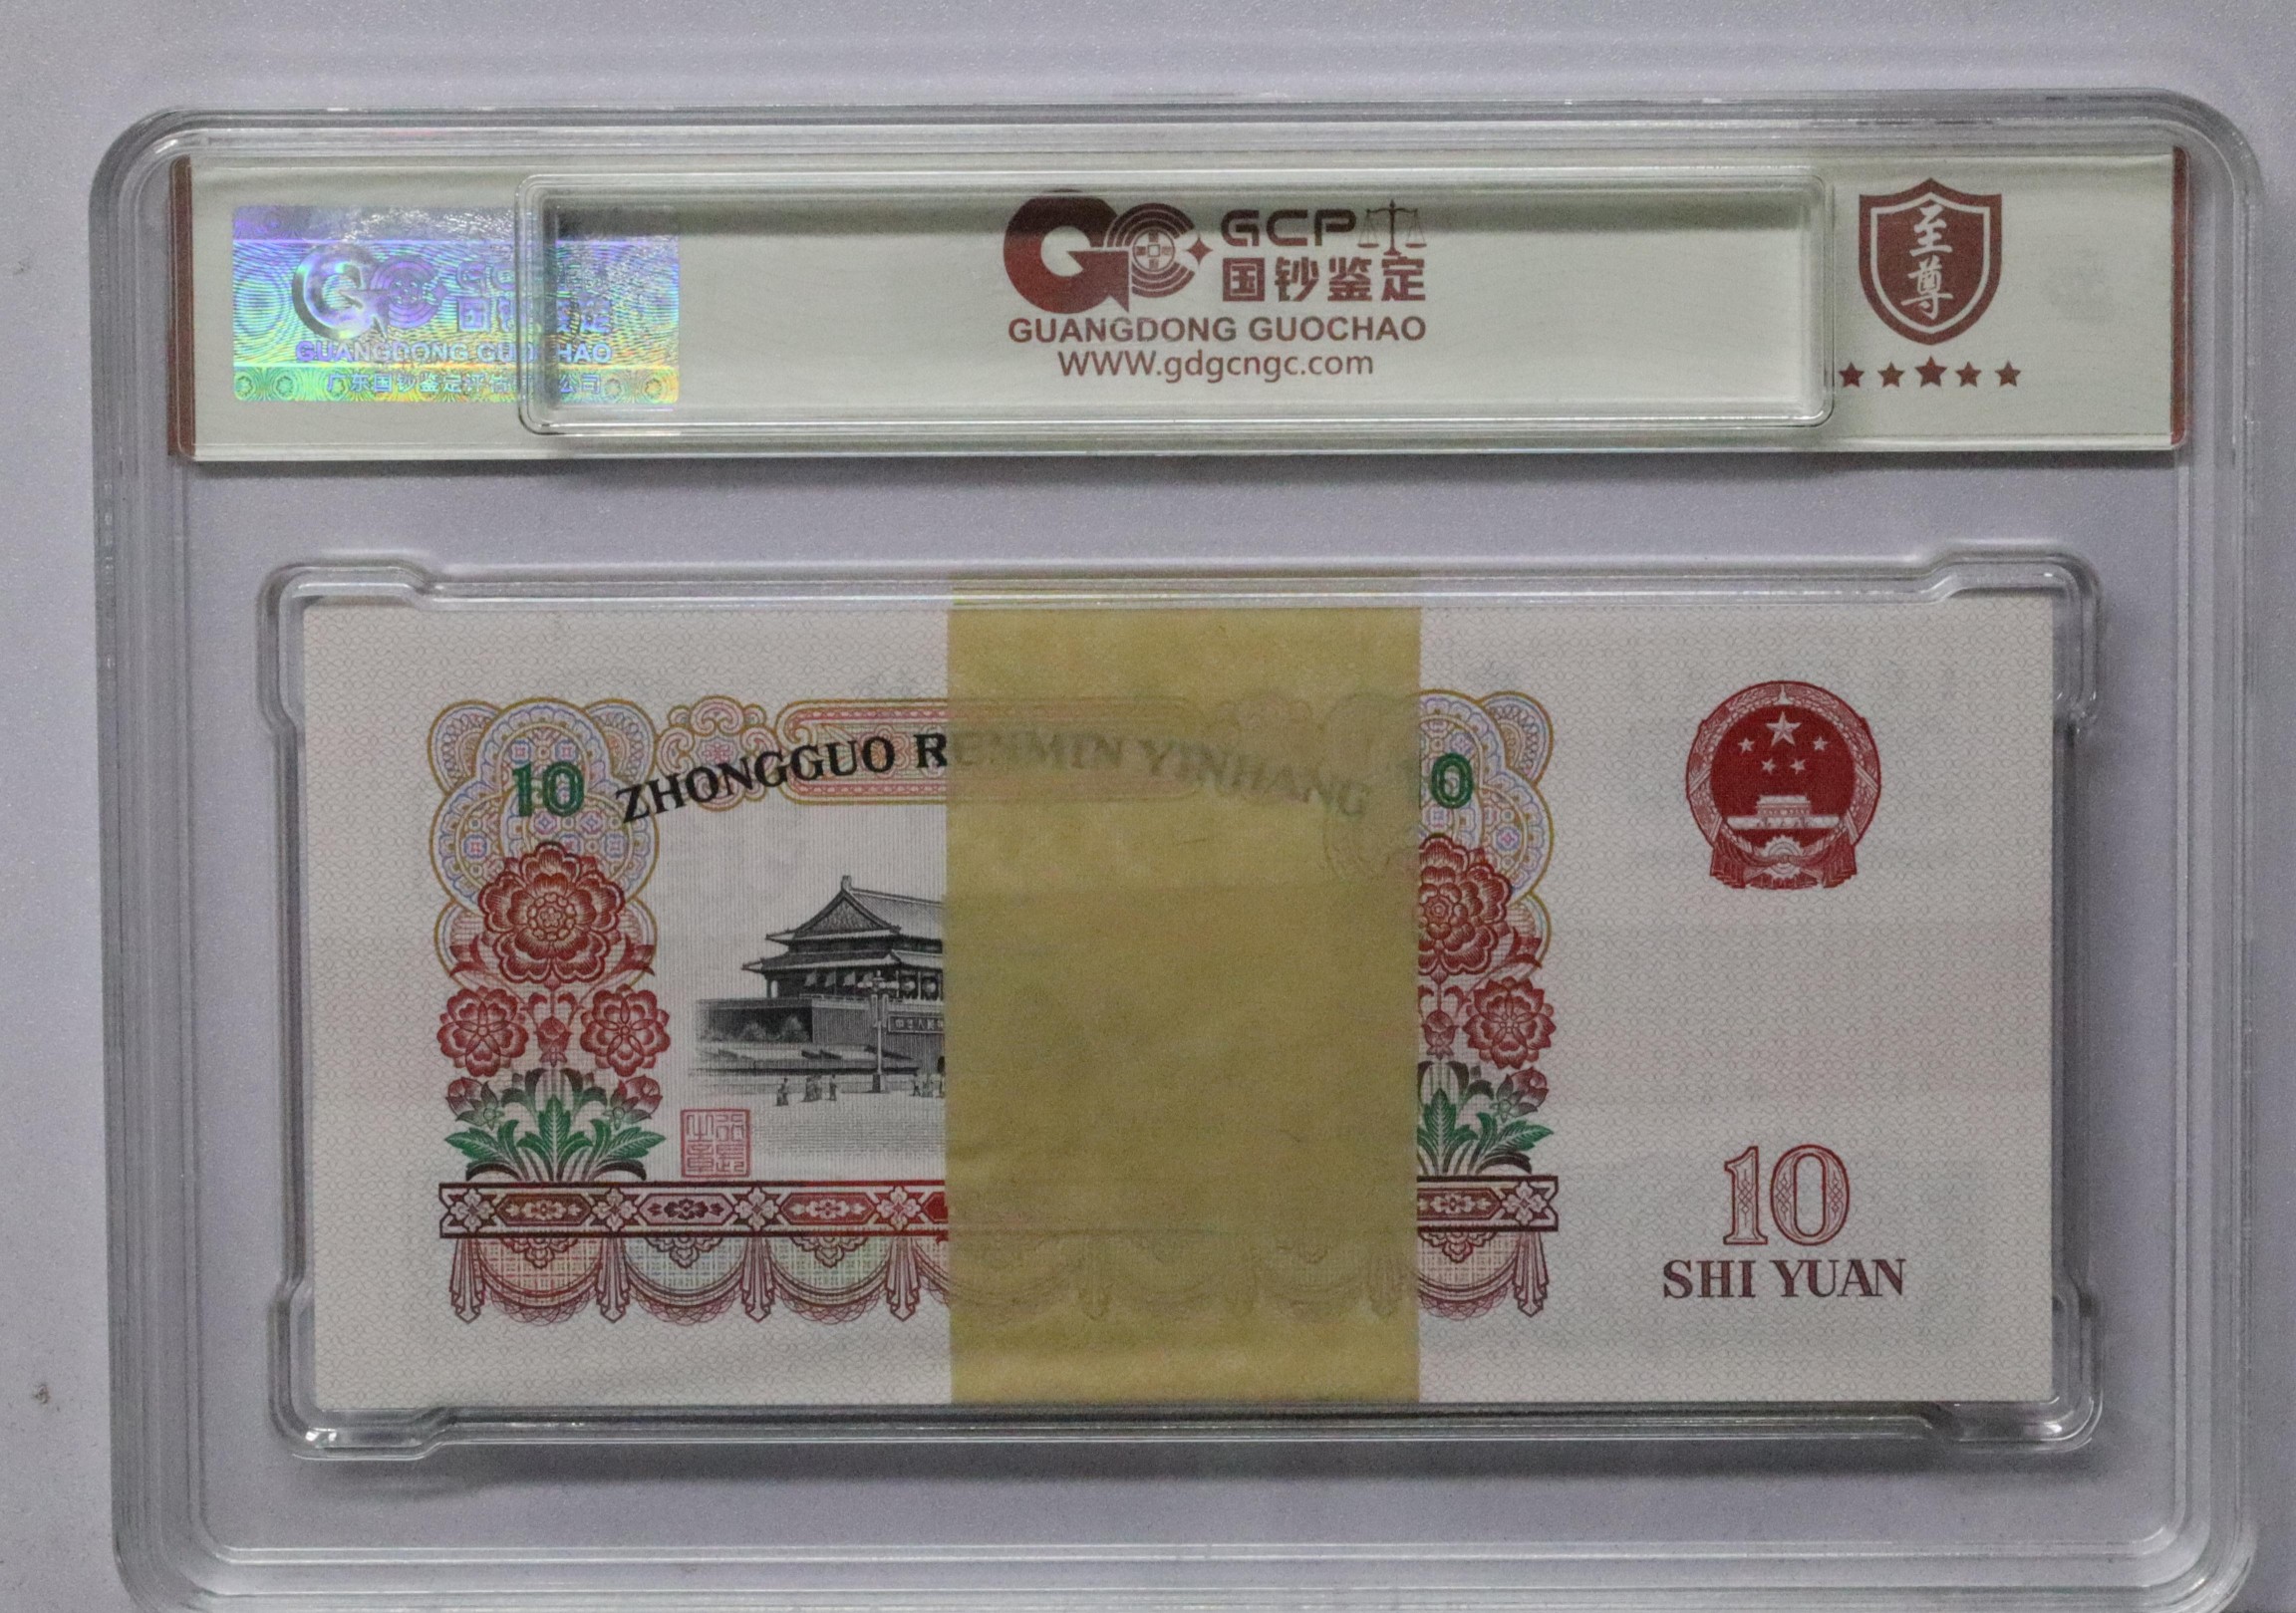 GCP
国钞鉴定
GUANGDONG GUOCHAO
WWW.gdgcngc.com
至尊
GUANGDONG GUOCHAO
10
ZHONGGUO RENMIN YINHANG
10
10
SHI YUAN